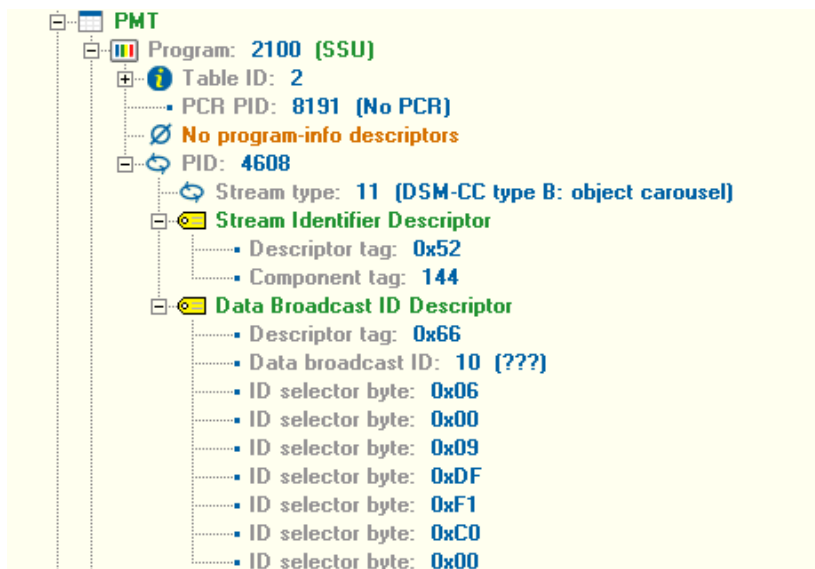 PMT
Program: 2100 (SSU)
Table ID: 2
PCR PID: 8191 (No PCR)
No program-info descriptors
PID: 4608
Stream type: 11 (DSM-CC type B: object carousel)
Stream Identifier Descriptor
Descriptor tag: 0x52
Component tag: 144
Data Broadcast ID Descriptor
Descriptor tag: 0x66
Data broadcast ID: 10 (???)
ID selector byte: 0x06
ID selector byte: 0x00
ID selector byte: 0x09
ID selector byte: 0xDF
ID selector byte: 0xF1
ID selector byte: 0xC0
ID selector byte: 0x00